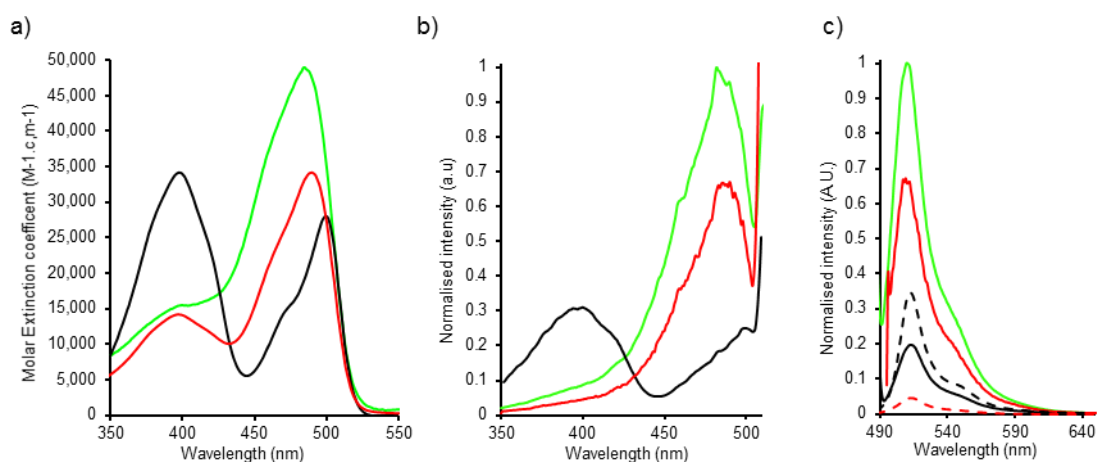 a)
Molar Extinction coefficient (M-1.c,m-1)
50,000
45,000
40,000
35,000
30,000
25,000
20,000
15,000
10,000
5,000
0
350 400 450 500 550
Wavelength (nm)
b)
Normalised intensity (a.u)
1
0.9
0.8
0.7
0.6
0.5
0.4
0.3
0.2
0.1
0
350 400 450 500
Wavelength (nm)
c)
Normalised intensity (A.U.)
1
0.9
0.8
0.7
0.6
0.5
0.4
0.3
0.2
0.1
0
490 540 590 640
Wavelength (nm)